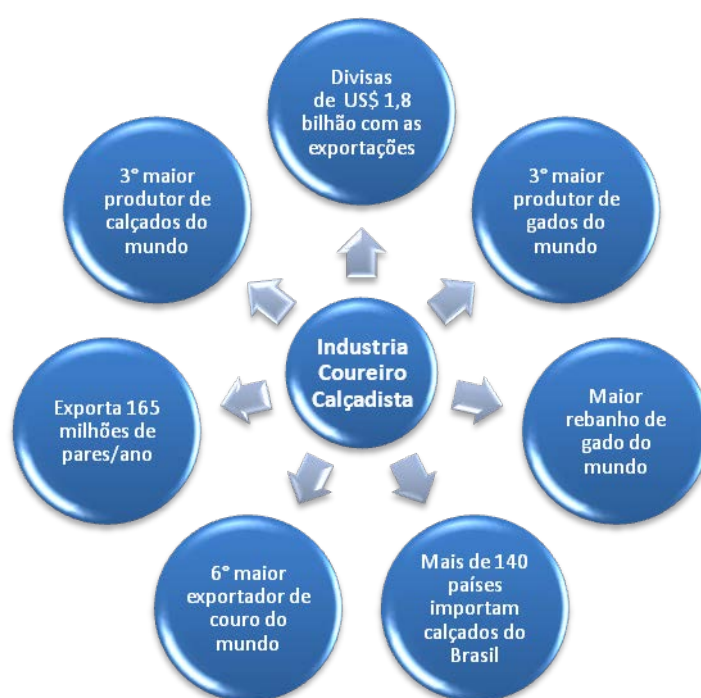 Divisas
de US$ 1,8
bilhão com as
exportações
3° maior
produtor de
gados do
mundo
Maior
rebanho de
gado do
mundo
Mais de 140
países
importam
calçados do
Brasil
6° maior
exportador de
couro do
mundo
Exporta 165
milhões de
pares/ano
3° maior
produtor de
calçados do
mundo
Industria
Coureiro
Calçadista